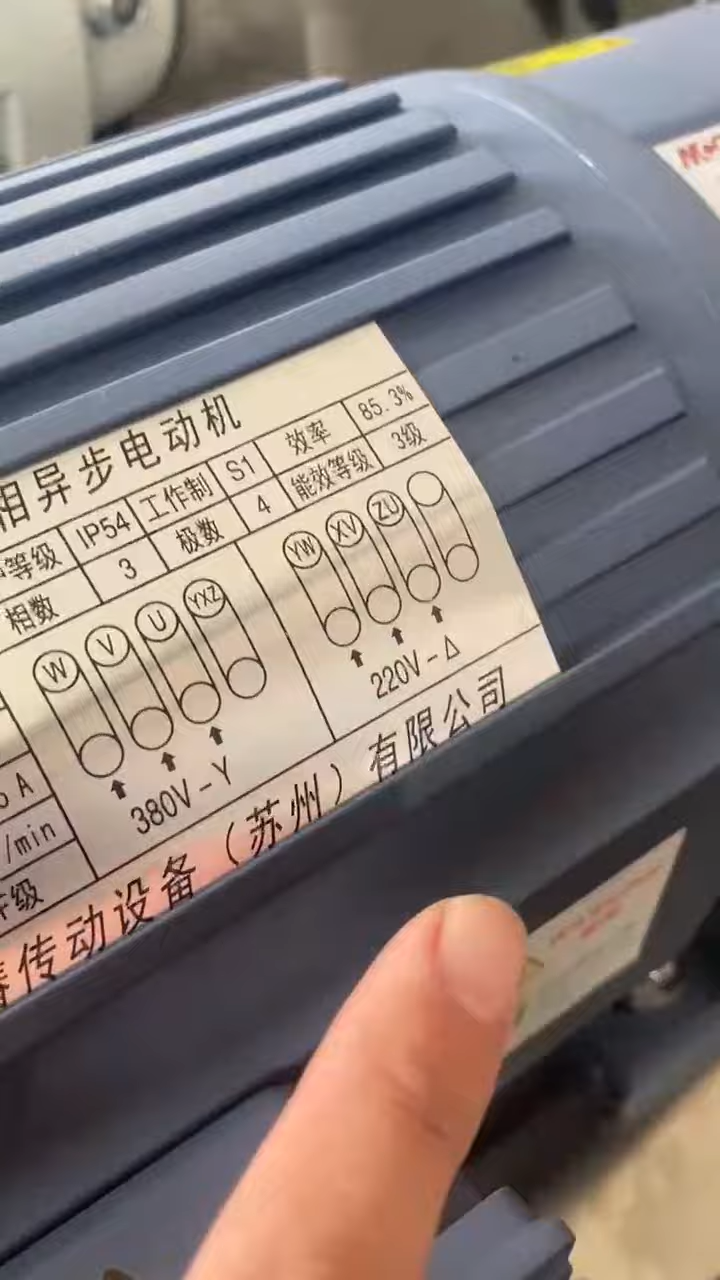 相异步电动机
等级 IP54 工作制 S1 效率 85.3%
相数 3 极数 4 能效等级 3级
W V U YXZ
YW XV ZU
380V-Y
220V-△
A
/min
级
传动设备（苏州）有限公司